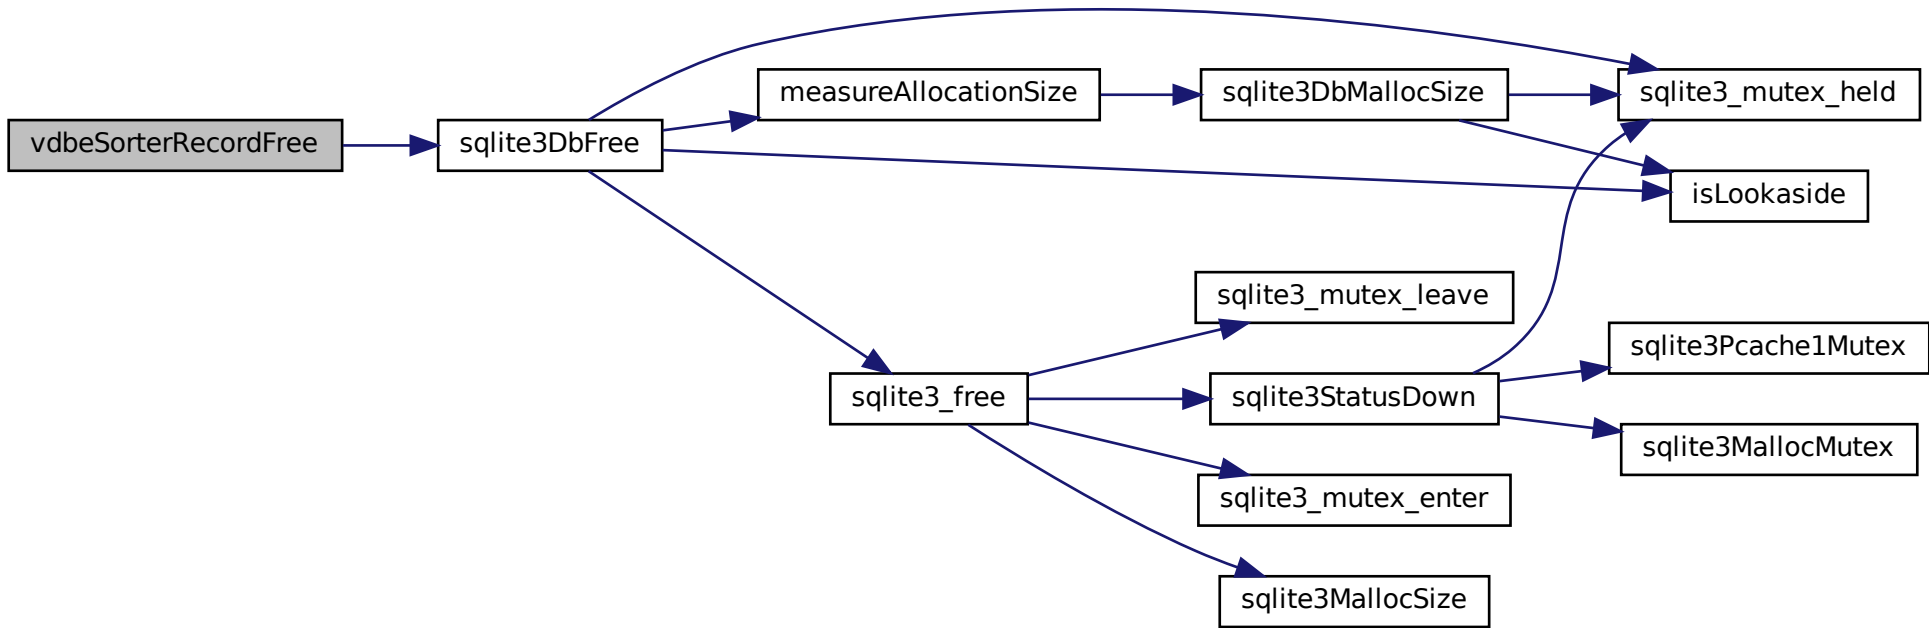 vdbeSorterRecordFree
sqlite3DbFree
measureAllocationSize
sqlite3DbMallocSize
sqlite3_mutex_held
isLookaside
sqlite3_free
sqlite3_mutex_leave
sqlite3StatusDown
sqlite3Pcache1Mutex
sqlite3MallocMutex
sqlite3_mutex_enter
sqlite3MallocSize